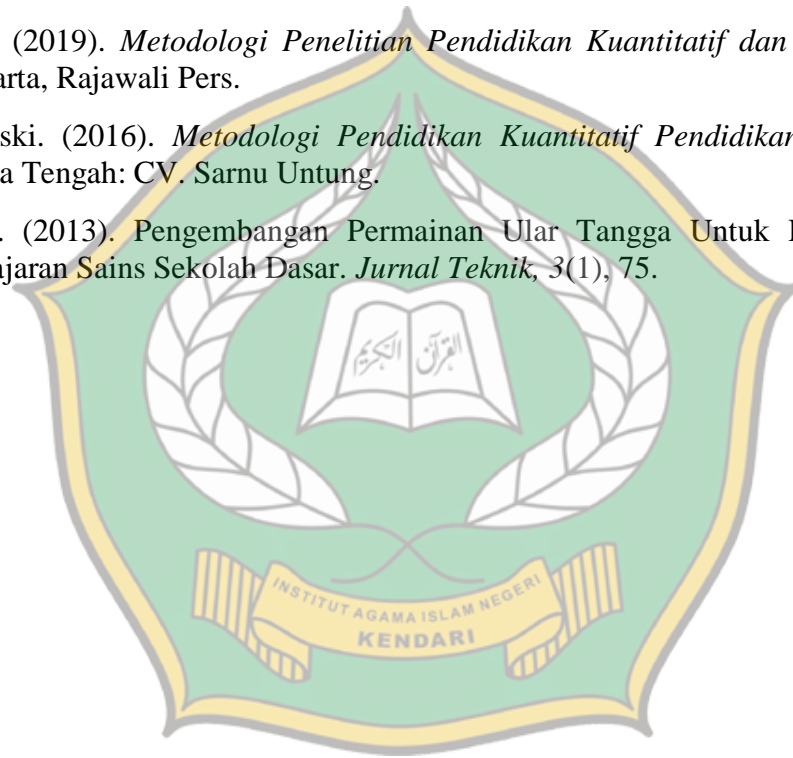 (2019). Metodologi Penelitian Pendidikan Kuantitatif dan
arta, Rajawali Pers.
ski. (2016). Metodologi Pendidikan Kuantitatif Pendidikan
a Tengah: CV. Sarnu Untung.
. (2013). Pengembangan Permainan Ular Tangga Untuk
ajaran Sains Sekolah Dasar. Jurnal Teknik, 3(1), 75.
القرآن الكريم
INSTITUT AGAMA ISLAM NEGERI
KENDARI